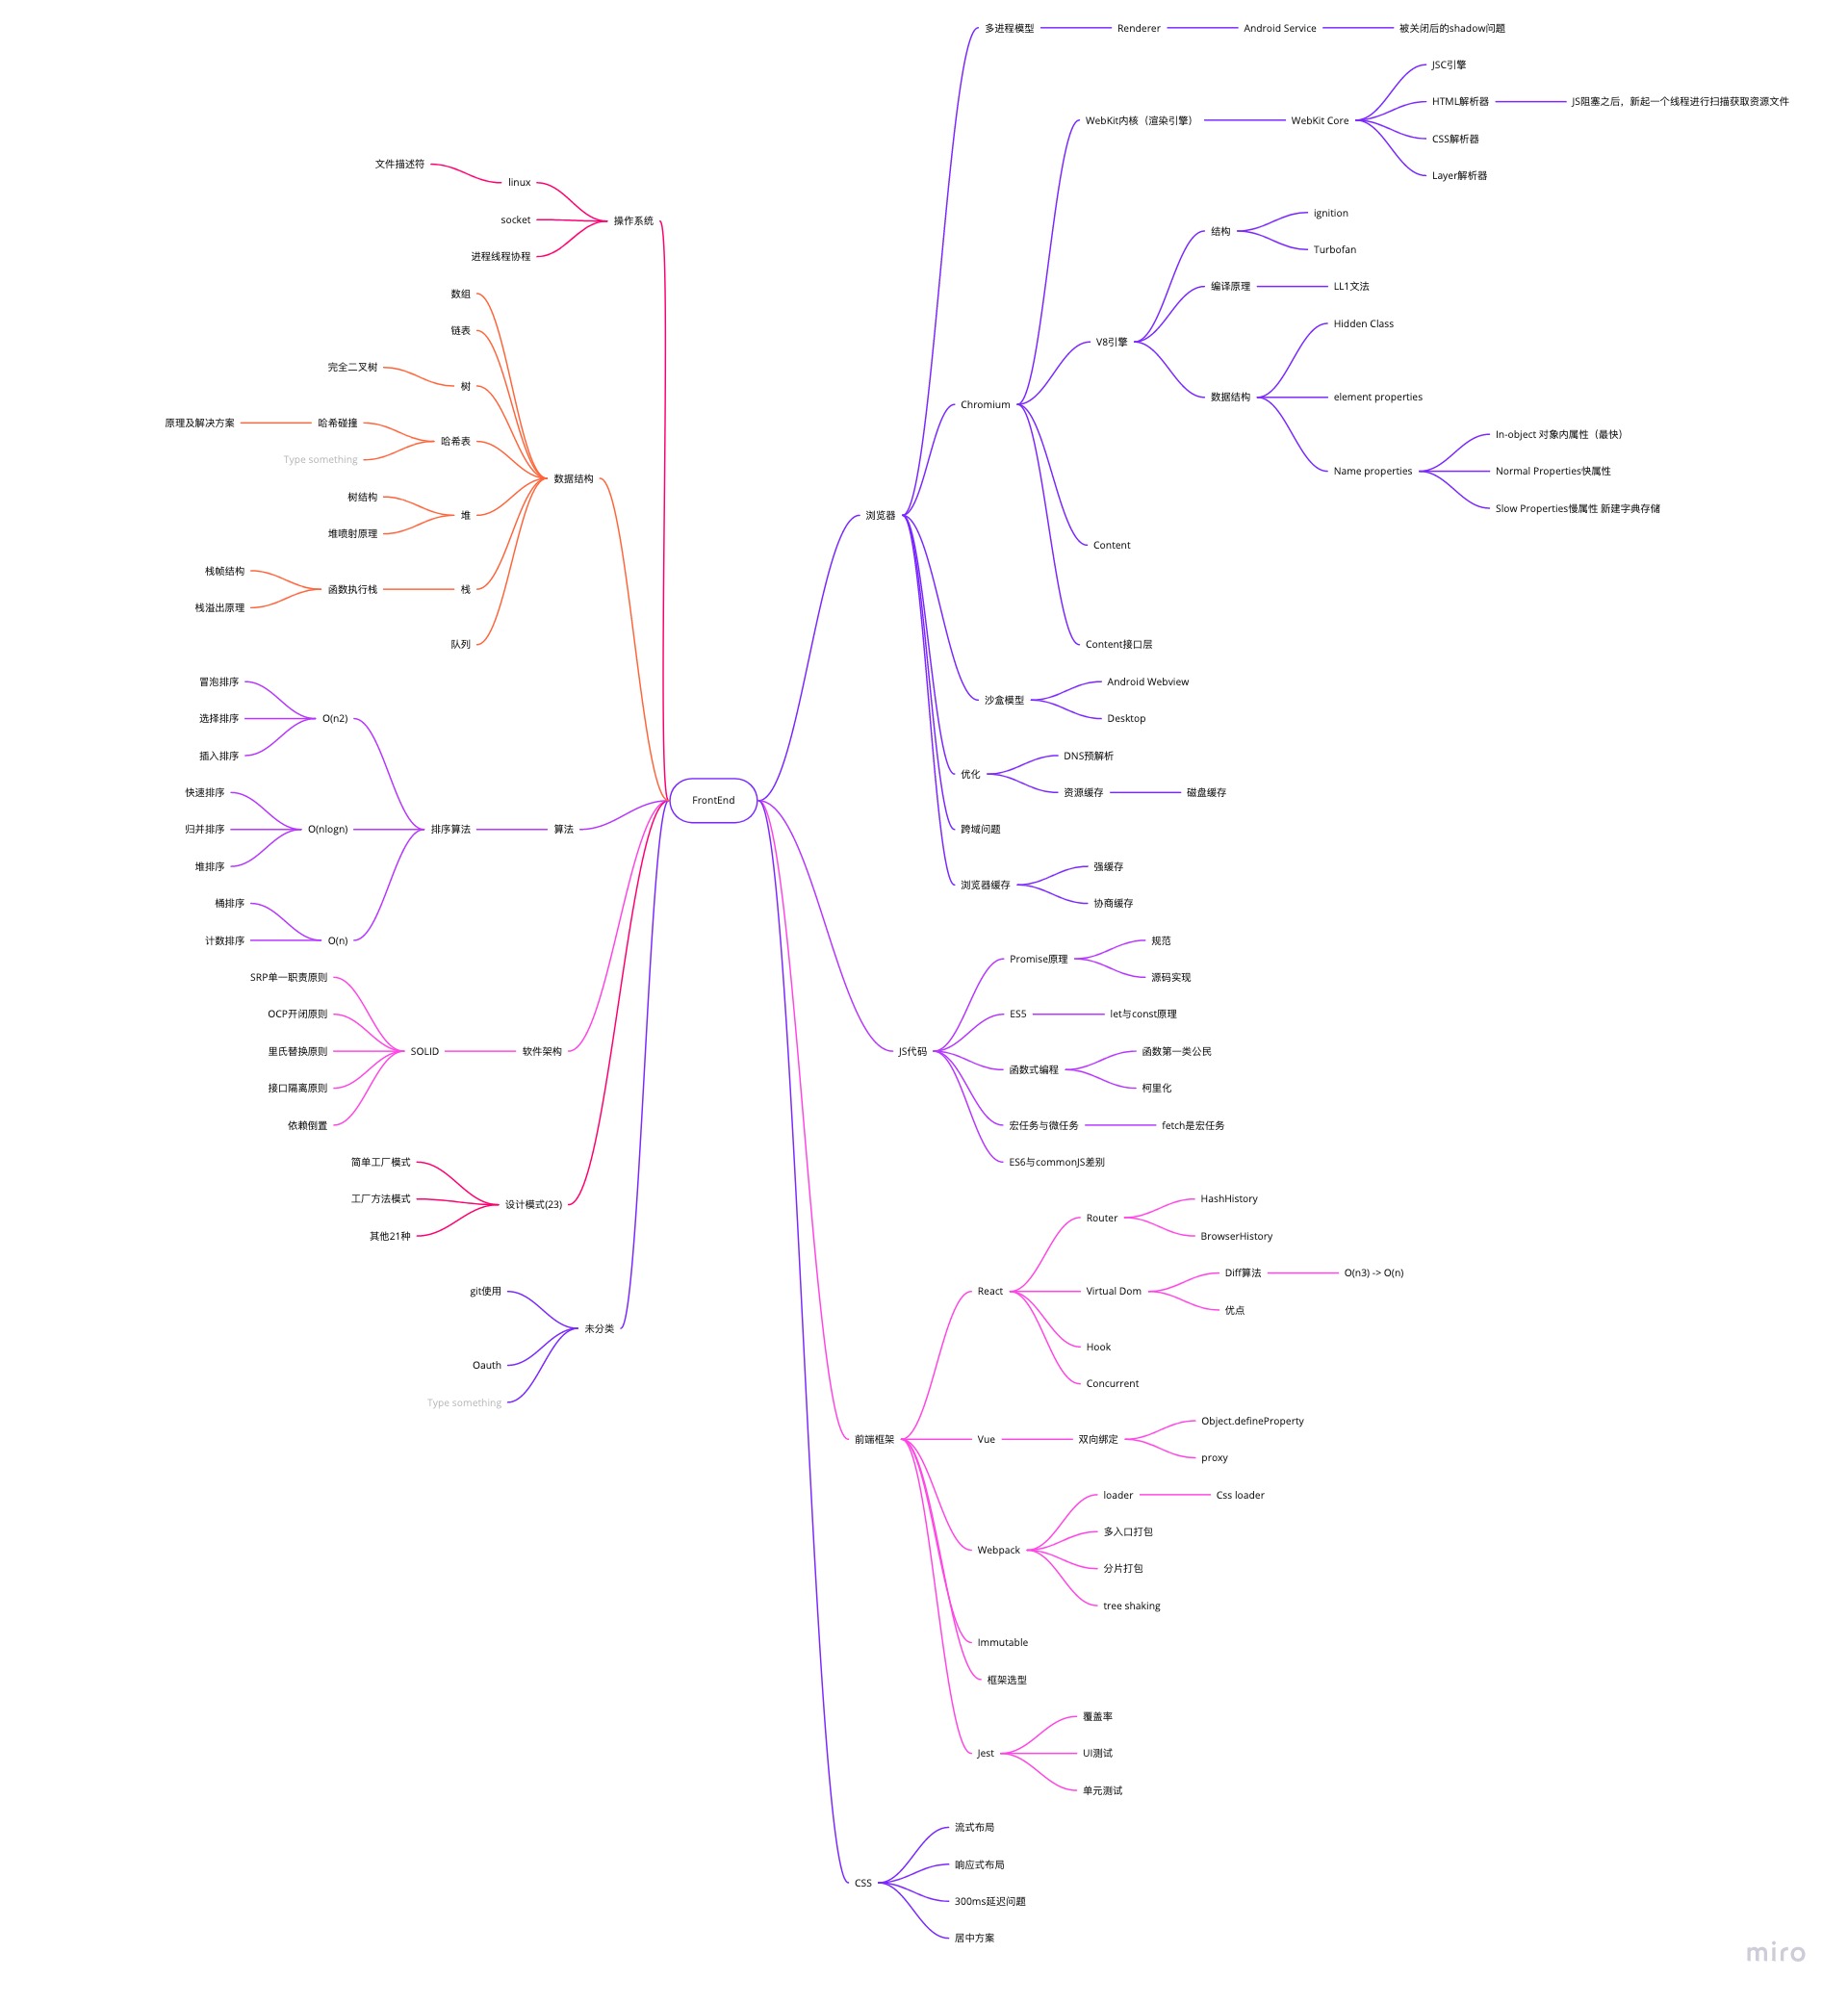 FrontEnd
操作系统
linux
文件描述符
socket
进程线程协程
数据结构
数组
链表
树
完全二叉树
哈希表
哈希碰撞
原理及解决方案
Type something
堆
树结构
堆喷射原理
栈
函数执行栈
栈帧结构
栈溢出原理
队列
算法
排序算法
O(n2)
冒泡排序
选择排序
插入排序
O(nlogn)
快速排序
归并排序
堆排序
O(n)
桶排序
计数排序
软件架构
SOLID
SRP单一职责原则
OCP开闭原则
里氏替换原则
接口隔离原则
依赖倒置
设计模式(23)
简单工厂模式
工厂方法模式
其他21种
未分类
git使用
Oauth
Type something
浏览器
多进程模型
Renderer
Android Service
被关闭后的shadow问题
Chromium
WebKit内核（渲染引擎）
WebKit Core
JSC引擎
HTML解析器
JS阻塞之后，新起一个线程进行扫描获取资源文件
CSS解析器
Layer解析器
V8引擎
结构
ignition
Turbofan
编译原理
LL1文法
数据结构
Hidden Class
element properties
Name properties
In-object 对象内属性（最快）
Normal Properties快属性
Slow Properties慢属性 新建字典存储
Content
Content接口层
沙盒模型
Android Webview
Desktop
优化
DNS预解析
资源缓存
磁盘缓存
跨域问题
浏览器缓存
强缓存
协商缓存
JS代码
Promise原理
规范
源码实现
ES5
let与const原理
函数式编程
函数第一类公民
柯里化
宏任务与微任务
fetch是宏任务
ES6与commonJS差别
前端框架
React
Router
HashHistory
BrowserHistory
Virtual Dom
Diff算法
O(n3) -> O(n)
优点
Hook
Concurrent
Vue
双向绑定
Object.defineProperty
proxy
Webpack
loader
Css loader
多入口打包
分片打包
tree shaking
Immutable
框架选型
Jest
覆盖率
UI测试
单元测试
CSS
流式布局
响应式布局
300ms延迟问题
居中方案
miro